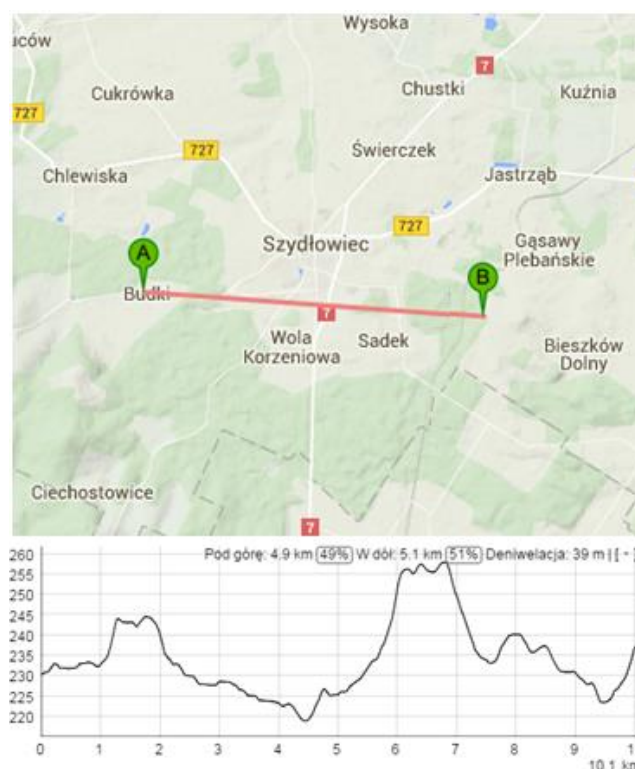 Wysoka
uców
7
Cukrówka
Chustki
Kuźnia
727
727
Świerczek
Chlewiska
Jastrząb
727
Szydłowiec
Gąsawy
Plebańskie
A
B
Budki
7
Wola
Korzeniowa
Sadek
Bieszków
Dolny
Ciechostowice
7
260
Pod górę: 4,9 km 49% W dół: 5,1 km 51% Deniwelacja: 39 m
255
250
245
240
235
230
225
220
0 1 2 3 4 5 6 7 8 9 10
10.1 km